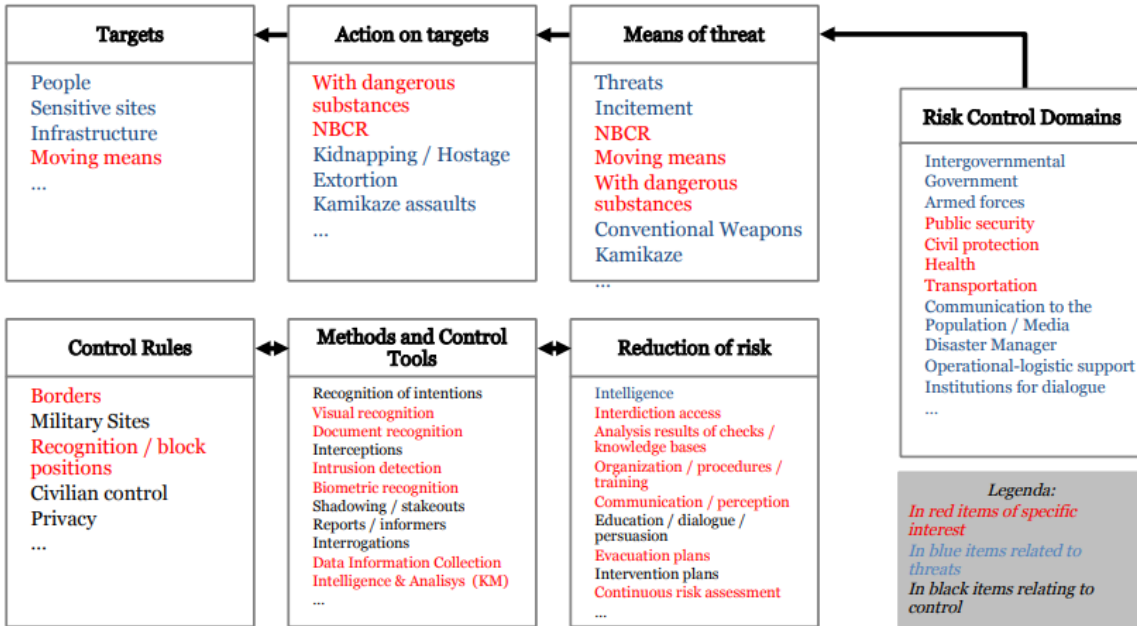 Targets
People
Sensitive sites
Infrastructure
Moving means
...
Action on targets
With dangerous
substances
NBCR
Kidnapping / Hostage
Extortion
Kamikaze assaults
...
Means of threat
Threats
Incitement
NBCR
Moving means
With dangerous
substances
Conventional Weapons
Kamikaze
...
Risk Control Domains
Intergovernmental
Government
Armed forces
Public security
Civil protection
Health
Transportation
Communication to the
Population / Media
Disaster Manager
Operational-logistic support
Institutions for dialogue
...
Control Rules
Borders
Military Sites
Recognition / block
positions
Civilian control
Privacy
...
Methods and Control
Tools
Recognition of intentions
Visual recognition
Document recognition
Interceptions
Intrusion detection
Biometric recognition
Shadowing / stakeouts
Reports / informers
Interrogations
Data Information Collection
Intelligence & Analisys (KM)
...
Reduction of risk
Intelligence
Interdiction access
Analysis results of checks /
knowledge bases
Organization / procedures /
training
Communication / perception
Education / dialogue /
persuasion
Evacuation plans
Intervention plans
Continuous risk assessment
...
Legenda:
In red items of specific
interest
In blue items related to
threats
In black items relating to
control